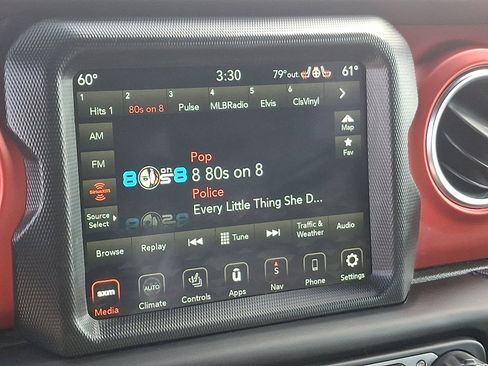 60° 3:30 79°out 61°
1 2 3 4 5 6
Hits 1 80s on 8 Pulse MLBRadio Elvis ClsVinyl
AM
Map
FM
Fav
Pop
8 80s on 8
SiriusXM
Police
Every Little Thing She D...
Source
Select
Browse Replay Tune Traffic &
Weather Audio
sxm AUTO S
Media Climate Controls Apps Nav Phone Settings